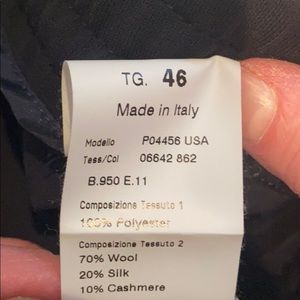 TG. 46
Made in Italy
Modello P04456 USA
Tess/Col 06642 862
B.950 E.11
Composizione Tessuto 1
100% Polyester
Composizione Tessuto 2
70% Wool
20% Silk
10% Cashmere